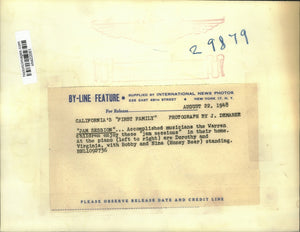 29879
BY-LINE FEATURE • SUPPLIED BY INTERNATIONAL NEWS PHOTOS
235 EAST 45TH STREET • NEW YORK 17, N. Y.
For Release AUGUST 22, 1948
CALIFORNIA'S "FIRST FAMILY" PHOTOGRAPH BY J. DEMAREE
"JAM SESSION"... Accomplished musicians the Warren
children enjoy these "jam sessions" in their home.
At the piano (left to right) are Dorothy and
Virginia, with Bobby and Nina (Honey Bear) standing.
PLEASE OBSERVE RELEASE DATE AND CREDIT LINE